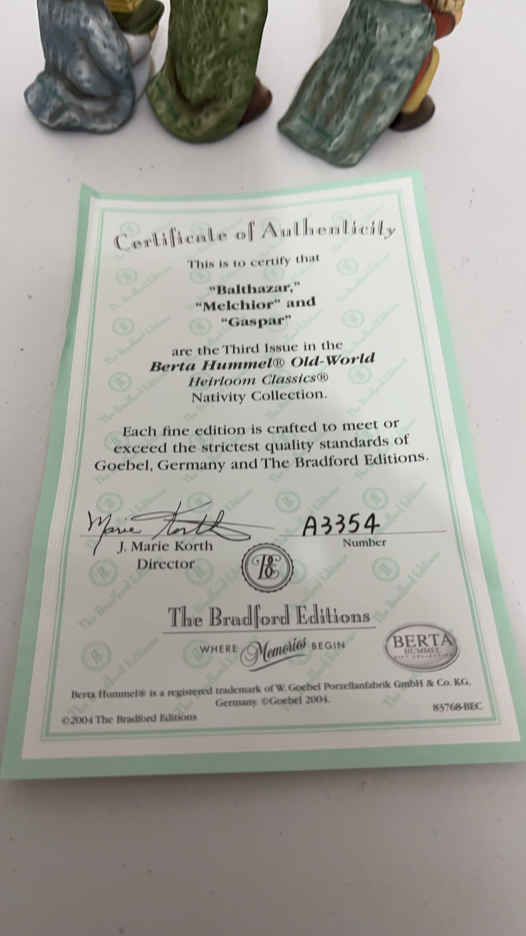 Certificate of Authenticity
This is to certify that
"Balthazar,"
"Melchior" and
"Gaspar"
are the Third Issue in the
Berta Hummel® Old-World
Heirloom Classics®
Nativity Collection.
Each fine edition is crafted to meet or
exceed the strictest quality standards of
Goebel, Germany and The Bradford Editions.
Marie Korth
A3354
J. Marie Korth
Number
Director
BE
The Bradford Editions
WHERE Memories BEGIN
BERTA
HUMMEL
Berta Hummel® is a registered trademark of W. Goebel Porzellanfabrik GmbH & Co. KG,
Germany. ©Goebel 2004.
©2004 The Bradford Editions
83768-BEC